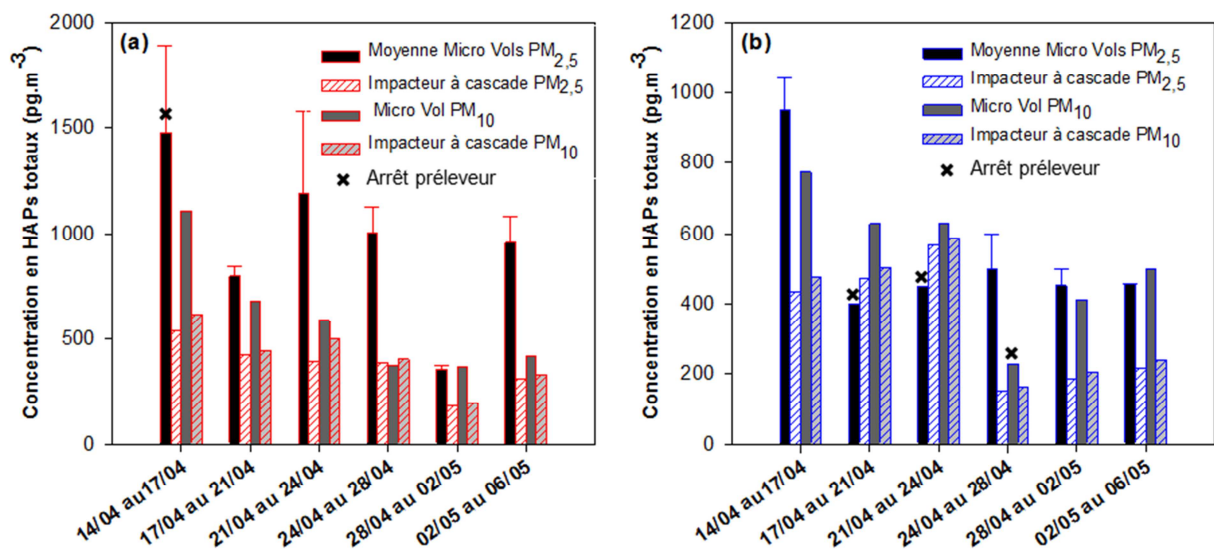 (a)
Concentration en HAPs totaux (pg.m⁻³)
2000
1500
1000
500
0
Moyenne Micro Vols PM₂,₅
Impacteur à cascade PM₂,₅
Micro Vol PM₁₀
Impacteur à cascade PM₁₀
Arrêt préleveur
14/04 au17/04
17/04 au 21/04
21/04 au 24/04
24/04 au 28/04
28/04 au 02/05
02/05 au 06/05
(b)
Concentration en HAPs totaux (pg.m⁻³)
1200
1000
800
600
400
200
0
Moyenne Micro Vols PM₂,₅
Impacteur à cascade PM₂,₅
Micro Vol PM₁₀
Impacteur à cascade PM₁₀
Arrêt préleveur
14/04 au 17/04
17/04 au 21/04
21/04 au 24/04
24/04 au 28/04
28/04 au 02/05
02/05 au 06/05